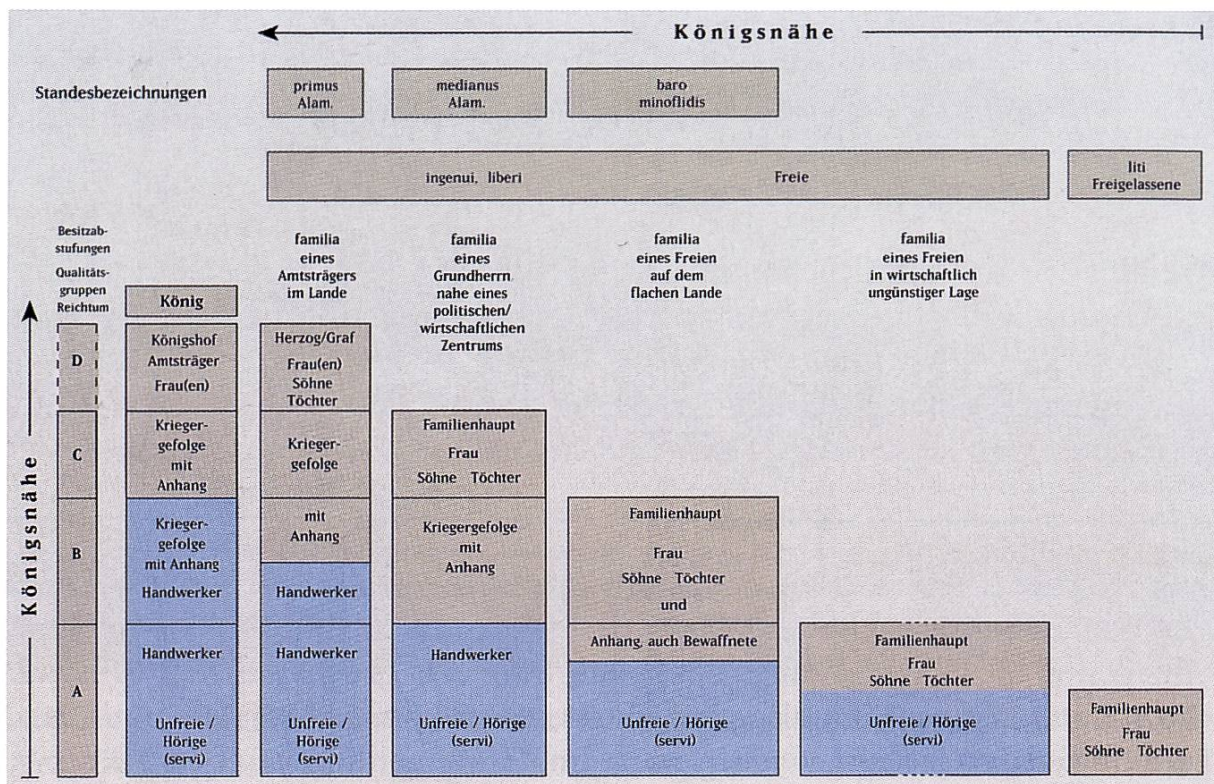 Königsnähe
Standesbezeichnungen
primus
Alam.
medianus
Alam.
baro
minoflidis
ingenui, liberi Freie
liti
Freigelassene
Besitzab-
stufungen
Qualitäts-
gruppen
Reichtum
familia
eines
Amtsträgers
im Lande
familia
eines
Grundherrn
nahe eines
politischen/
wirtschaftlichen
Zentrums
familia
eines Freien
auf dem
flachen Lande
familia
eines Freien
in wirtschaftlich
ungünstiger Lage
Königsnähe
D
C
B
A
König
Königshof
Amtsträger
Frau(en)
Krieger-
gefolge
mit
Anhang
Krieger-
gefolge
mit Anhang
Handwerker
Handwerker
Unfreie /
Hörige
(servi)
Herzog/Graf
Frau(en)
Söhne
Töchter
Krieger-
gefolge
mit
Anhang
Handwerker
Handwerker
Unfreie /
Hörige
(servi)
Familienhaupt
Frau
Söhne Töchter
Kriegergefolge
mit
Anhang
Handwerker
Unfreie / Hörige
(servi)
Familienhaupt
Frau
Söhne Töchter
und
Anhang, auch Bewaffnete
Unfreie / Hörige
(servi)
Familienhaupt
Frau
Söhne Töchter
Unfreie / Hörige
(servi)
Familienhaupt
Frau
Söhne Töchter